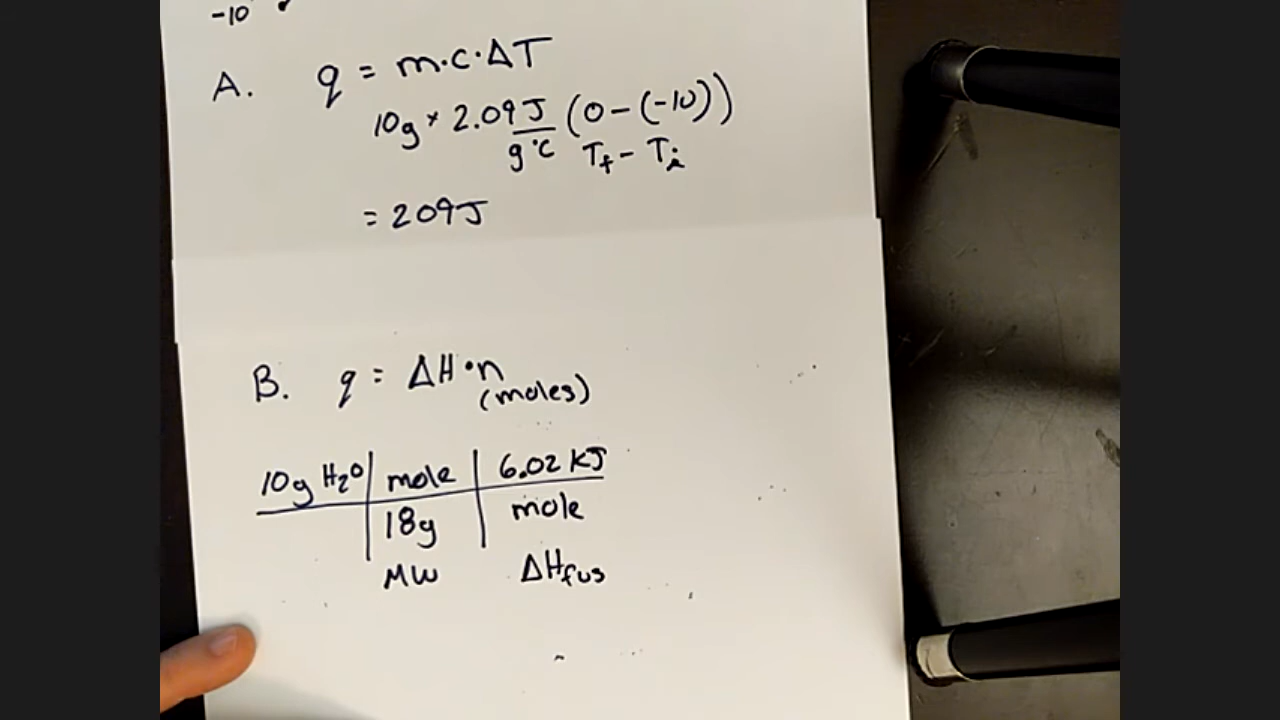 -10
A. q = m·c·ΔT
10g × 2.09 J (0 - (-10))
g °C Tf - Ti
= 209J
B. q = ΔH·n
(moles)
10g H2O | mole | 6.02 kJ
18g | mole
MW ΔHfus